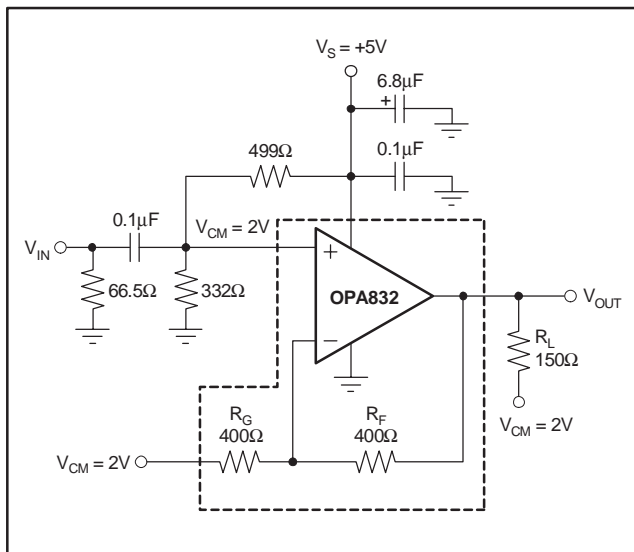 V_S = +5V
6.8μF
+
499Ω
0.1μF
0.1μF
V_CM = 2V
V_IN
+
66.5Ω
332Ω
OPA832
V_OUT
−
R_L
150Ω
R_G
400Ω
R_F
400Ω
V_CM = 2V
V_CM = 2V